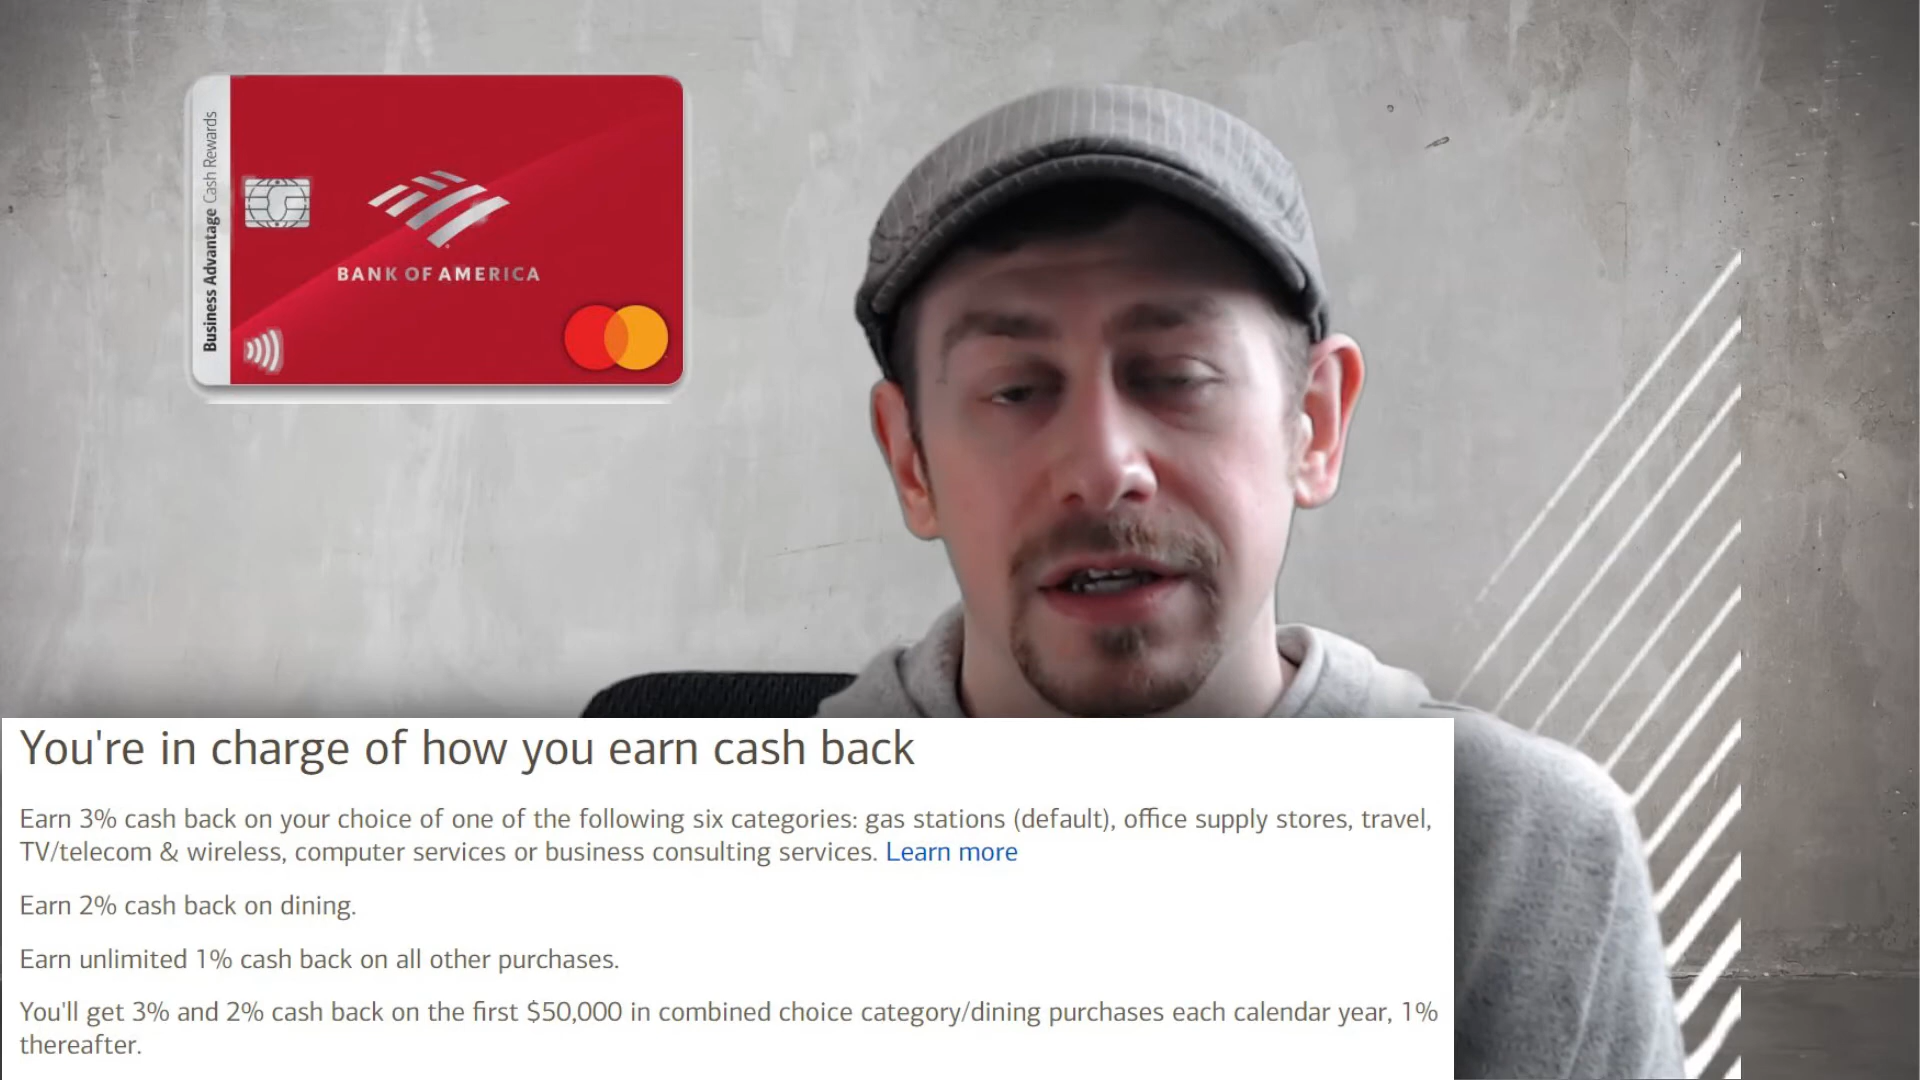 Business Advantage Cash Rewards
BANK OF AMERICA
You're in charge of how you earn cash back
Earn 3% cash back on your choice of one of the following six categories: gas stations (default), office supply stores, travel,
TV/telecom & wireless, computer services or business consulting services. Learn more
Earn 2% cash back on dining.
Earn unlimited 1% cash back on all other purchases.
You'll get 3% and 2% cash back on the first $50,000 in combined choice category/dining purchases each calendar year, 1%
thereafter.